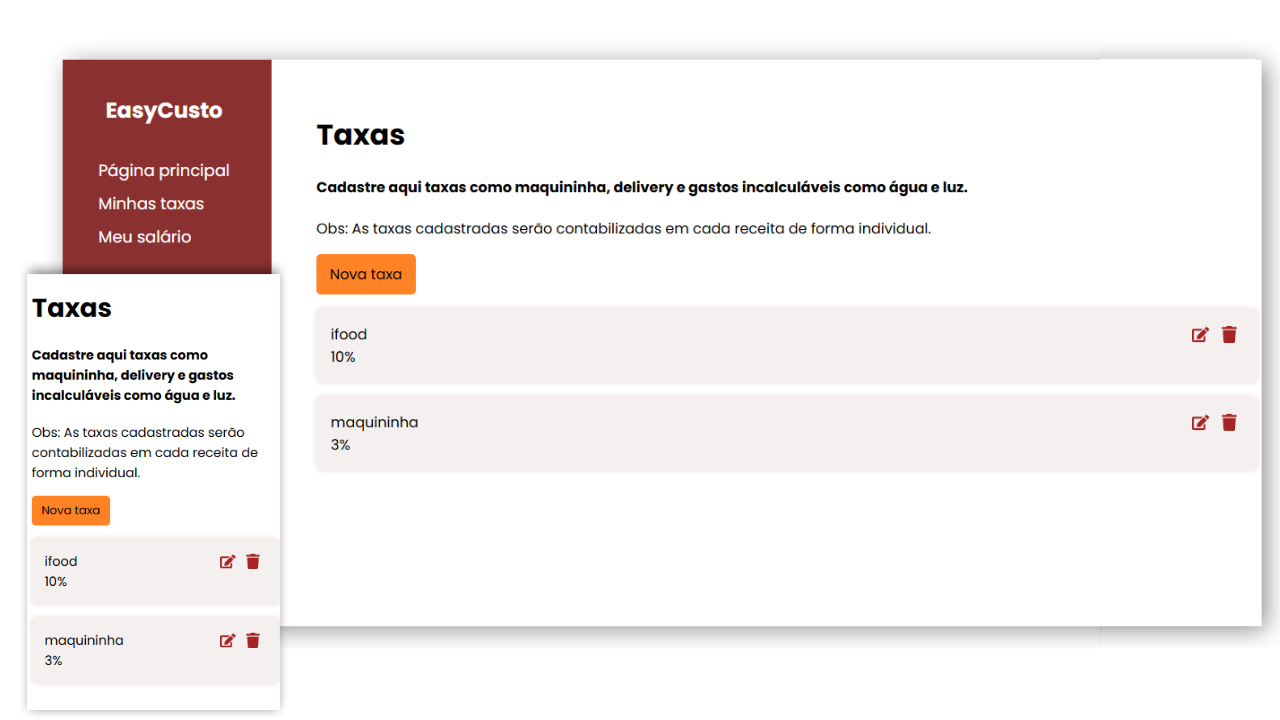 EasyCusto
Página principal
Minhas taxas
Meu salário
Taxas
Cadastre aqui taxas como maquininha, delivery e gastos incalculáveis como água e luz.
Obs: As taxas cadastradas serão contabilizadas em cada receita de forma individual.
Nova taxa
ifood
10%
maquininha
3%
Taxas
Cadastre aqui taxas como
maquininha, delivery e gastos
incalculáveis como água e luz.
Obs: As taxas cadastradas serão
contabilizadas em cada receita de
forma individual.
Nova taxa
ifood
10%
maquininha
3%